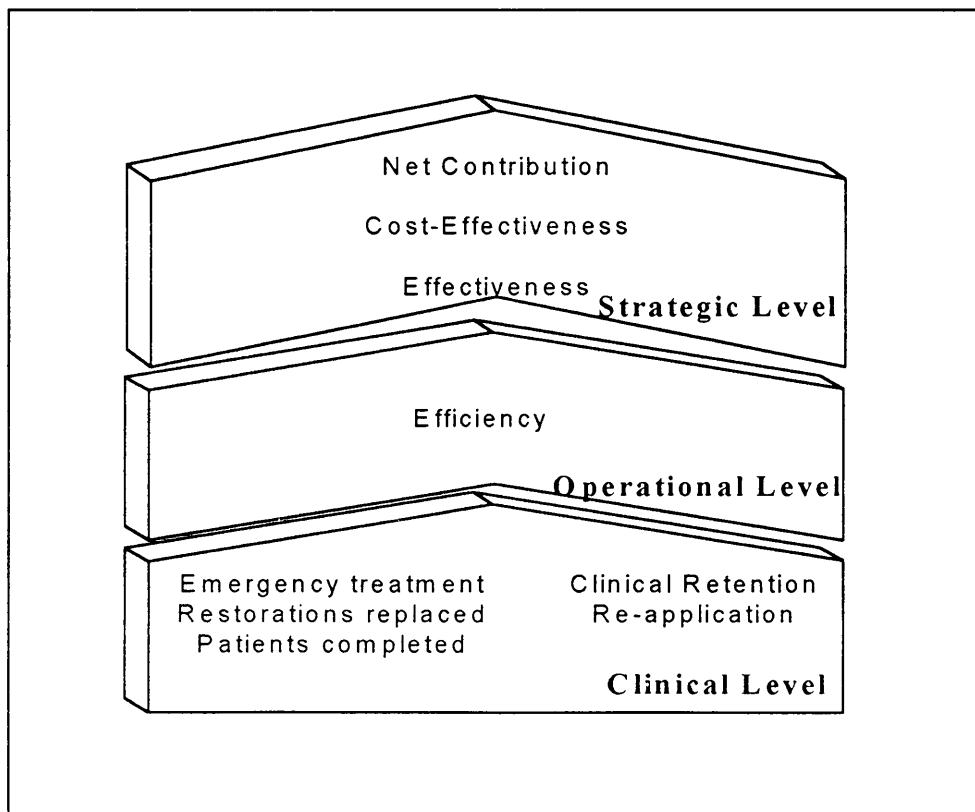 Net Contribution
Cost-Effectiveness
Effectiveness
Strategic Level
Efficiency
Operational Level
Emergency treatment
Restorations replaced
Patients completed
Clinical Retention
Re-application
Clinical Level